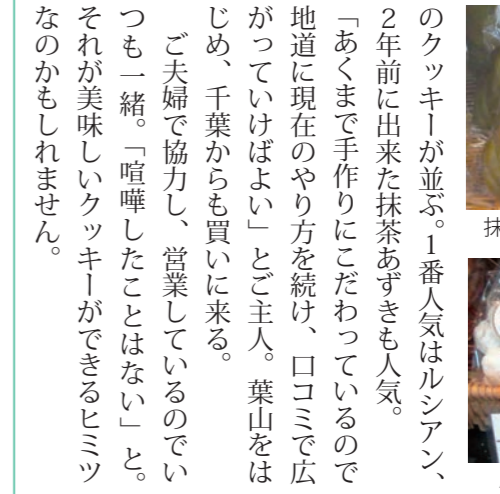 のクッキーが並ぶ。1番人気はルシアン、
2年前に出来た抹茶あずきも人気。
「あくまで手作りにこだわっているので
地道に現在のやり方を続け、口コミで広
がっていけばよい」とご主人。葉山をは
じめ、千葉からも買いに来る。
ご夫婦で協力し、営業しているのでい
つも一緒。「喧嘩したことはない」と。
それが美味しいクッキーができるヒミツ
なのかもしれません。
抹